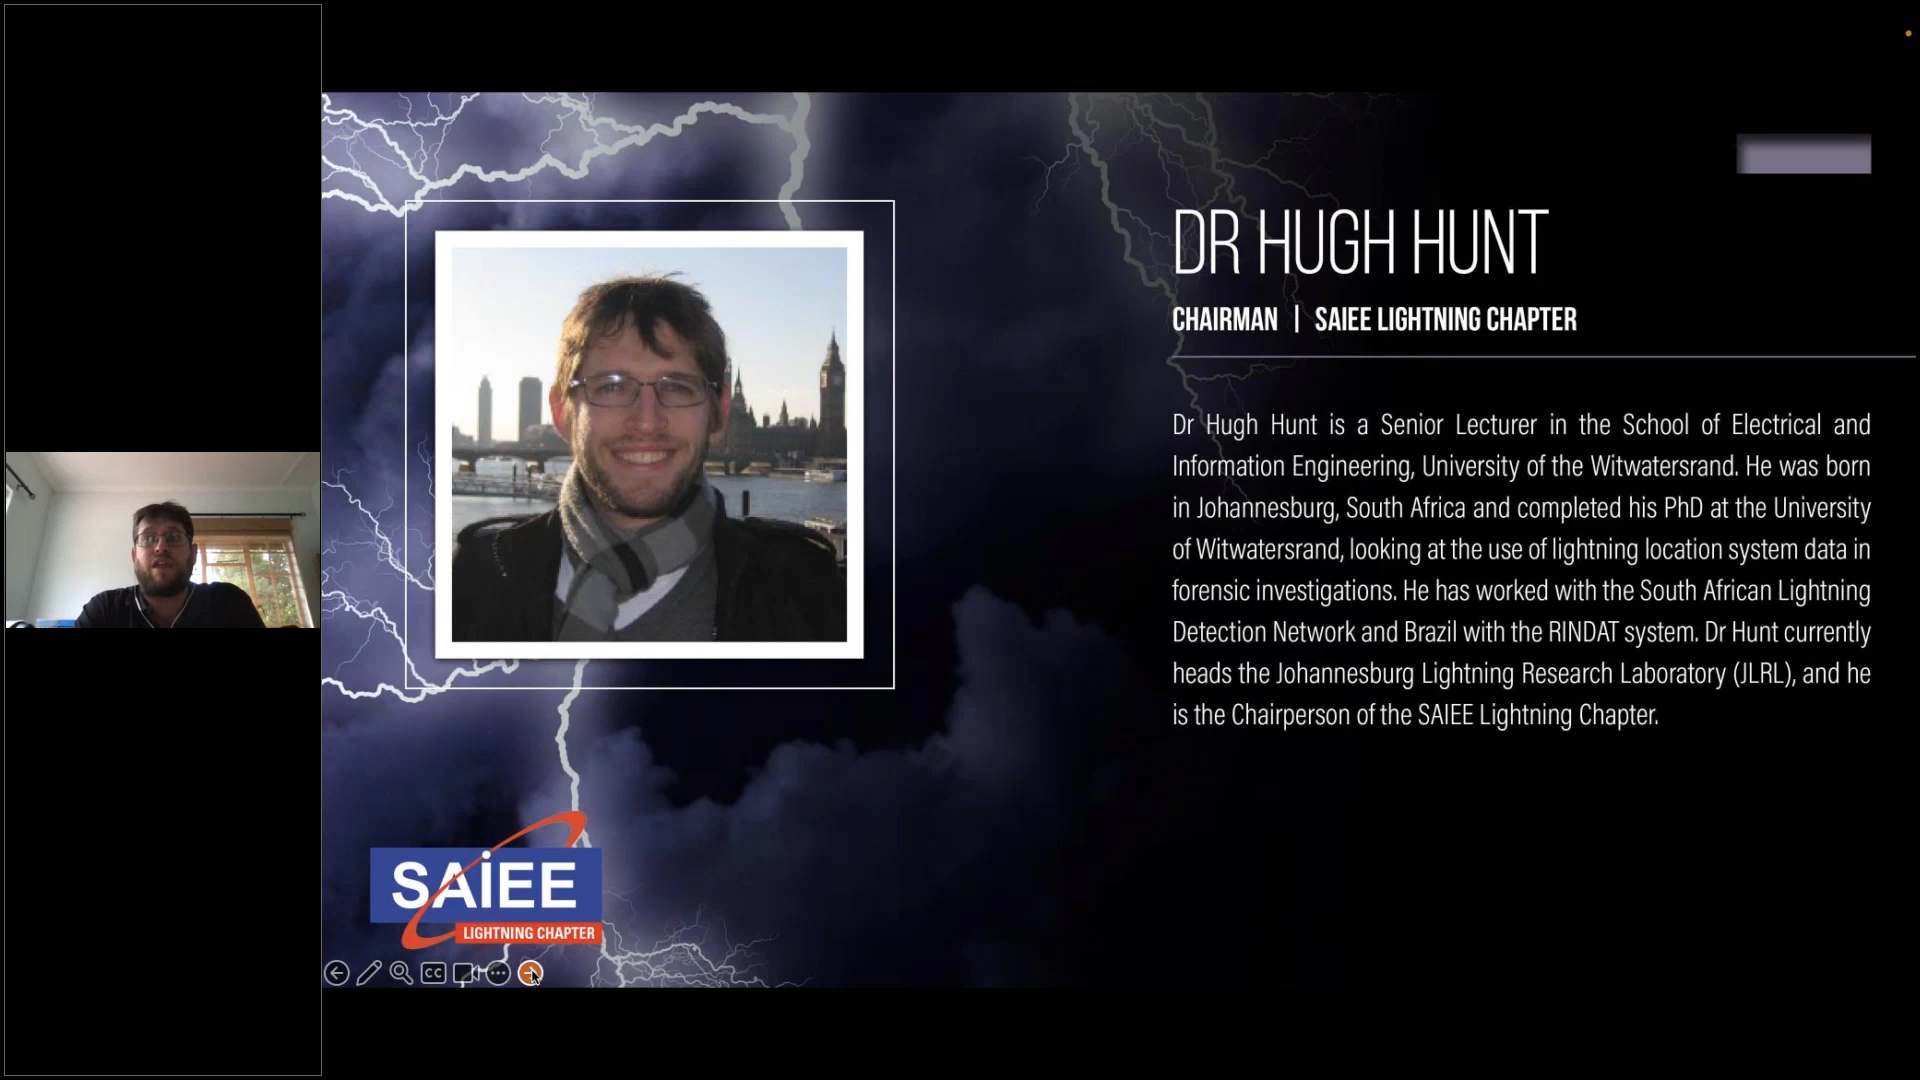 DR HUGH HUNT
CHAIRMAN | SAIEE LIGHTNING CHAPTER
Dr Hugh Hunt is a Senior Lecturer in the School of Electrical and
Information Engineering, University of the Witwatersrand. He was born
in Johannesburg, South Africa and completed his PhD at the University
of Witwatersrand, looking at the use of lightning location system data in
forensic investigations. He has worked with the South African Lightning
Detection Network and Brazil with the RINDAT system. Dr Hunt currently
heads the Johannesburg Lightning Research Laboratory (JLRL), and he
is the Chairperson of the SAIEE Lightning Chapter.
SAiEE
LIGHTNING CHAPTER
CC